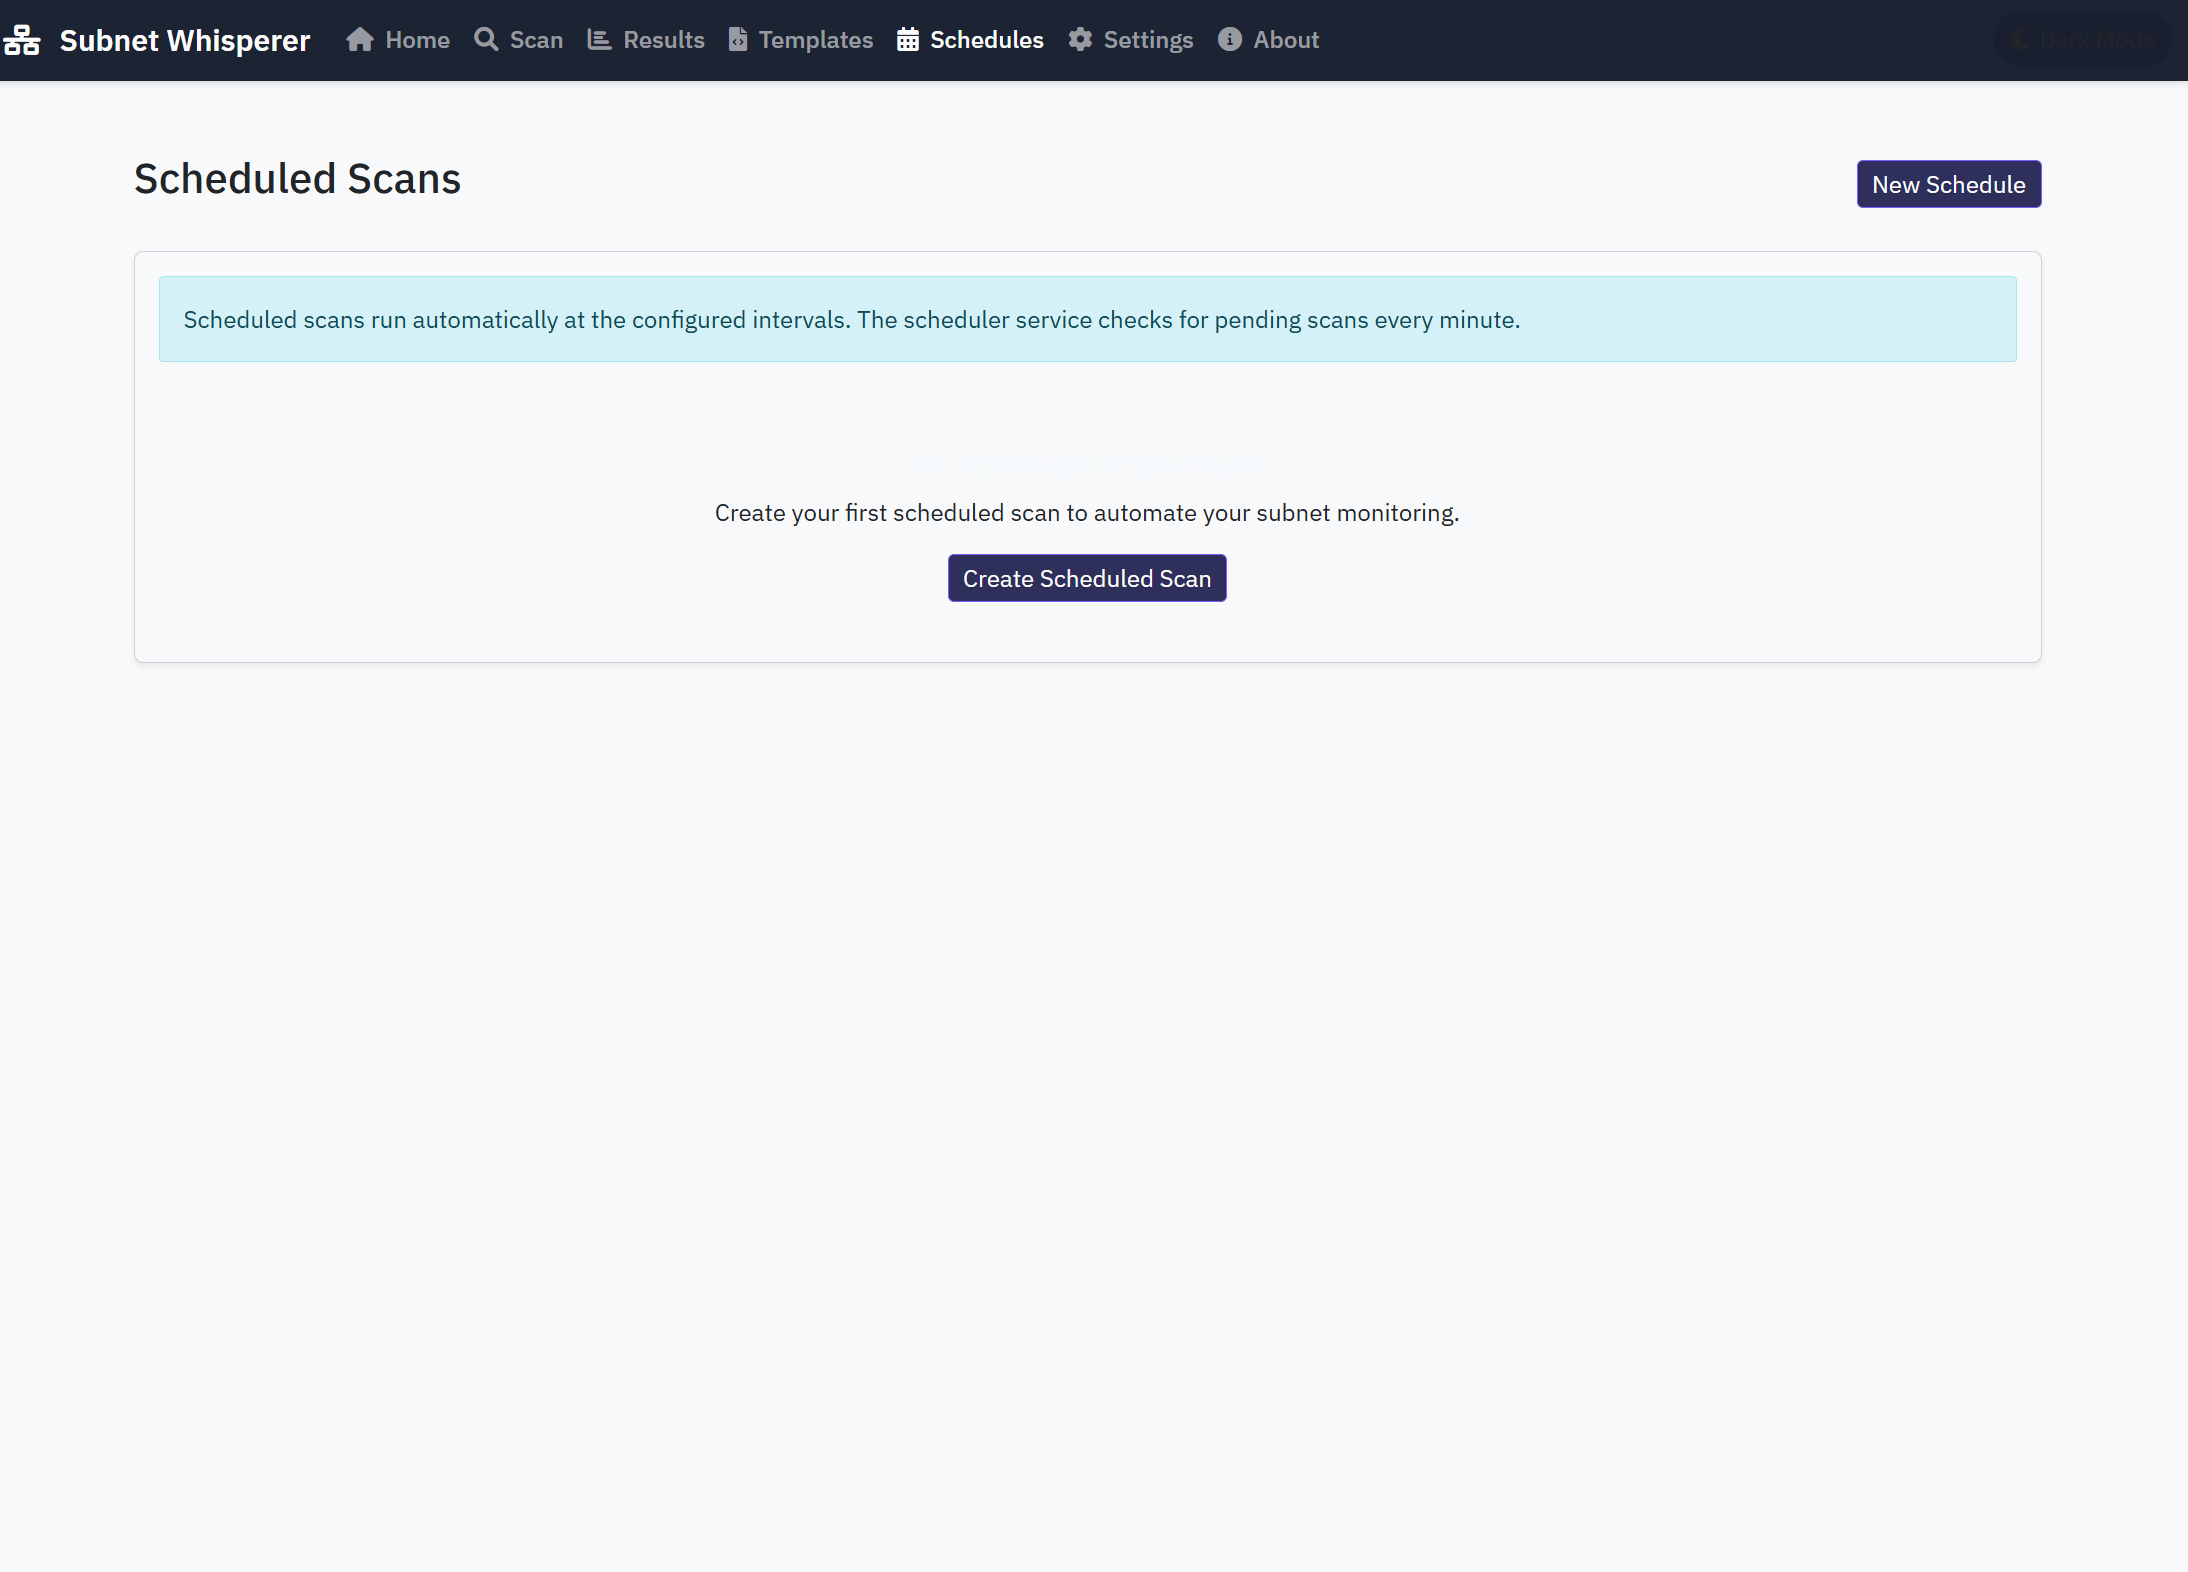 Subnet Whisperer Home Scan Results Templates Schedules Settings About Dark Mode
Scheduled Scans
New Schedule
Scheduled scans run automatically at the configured intervals. The scheduler service checks for pending scans every minute.
Create your first scheduled scan to automate your subnet monitoring.
Create Scheduled Scan